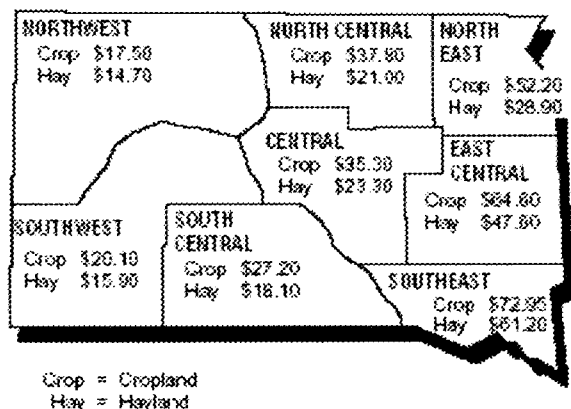 NORTHWEST
Crop $17.50
Hay $14.70
NORTH CENTRAL
Crop $37.80
Hay $21.00
NORTH
EAST
Crop $52.20
Hay $28.90
CENTRAL
Crop $35.30
Hay $23.30
EAST
CENTRAL
Crop $64.60
Hay $47.80
SOUTHWEST
Crop $20.10
Hay $15.90
SOUTH
CENTRAL
Crop $27.20
Hay $18.10
SOUTHEAST
Crop $72.95
Hay $61.20
Crop = Cropland
Hay = Hayland